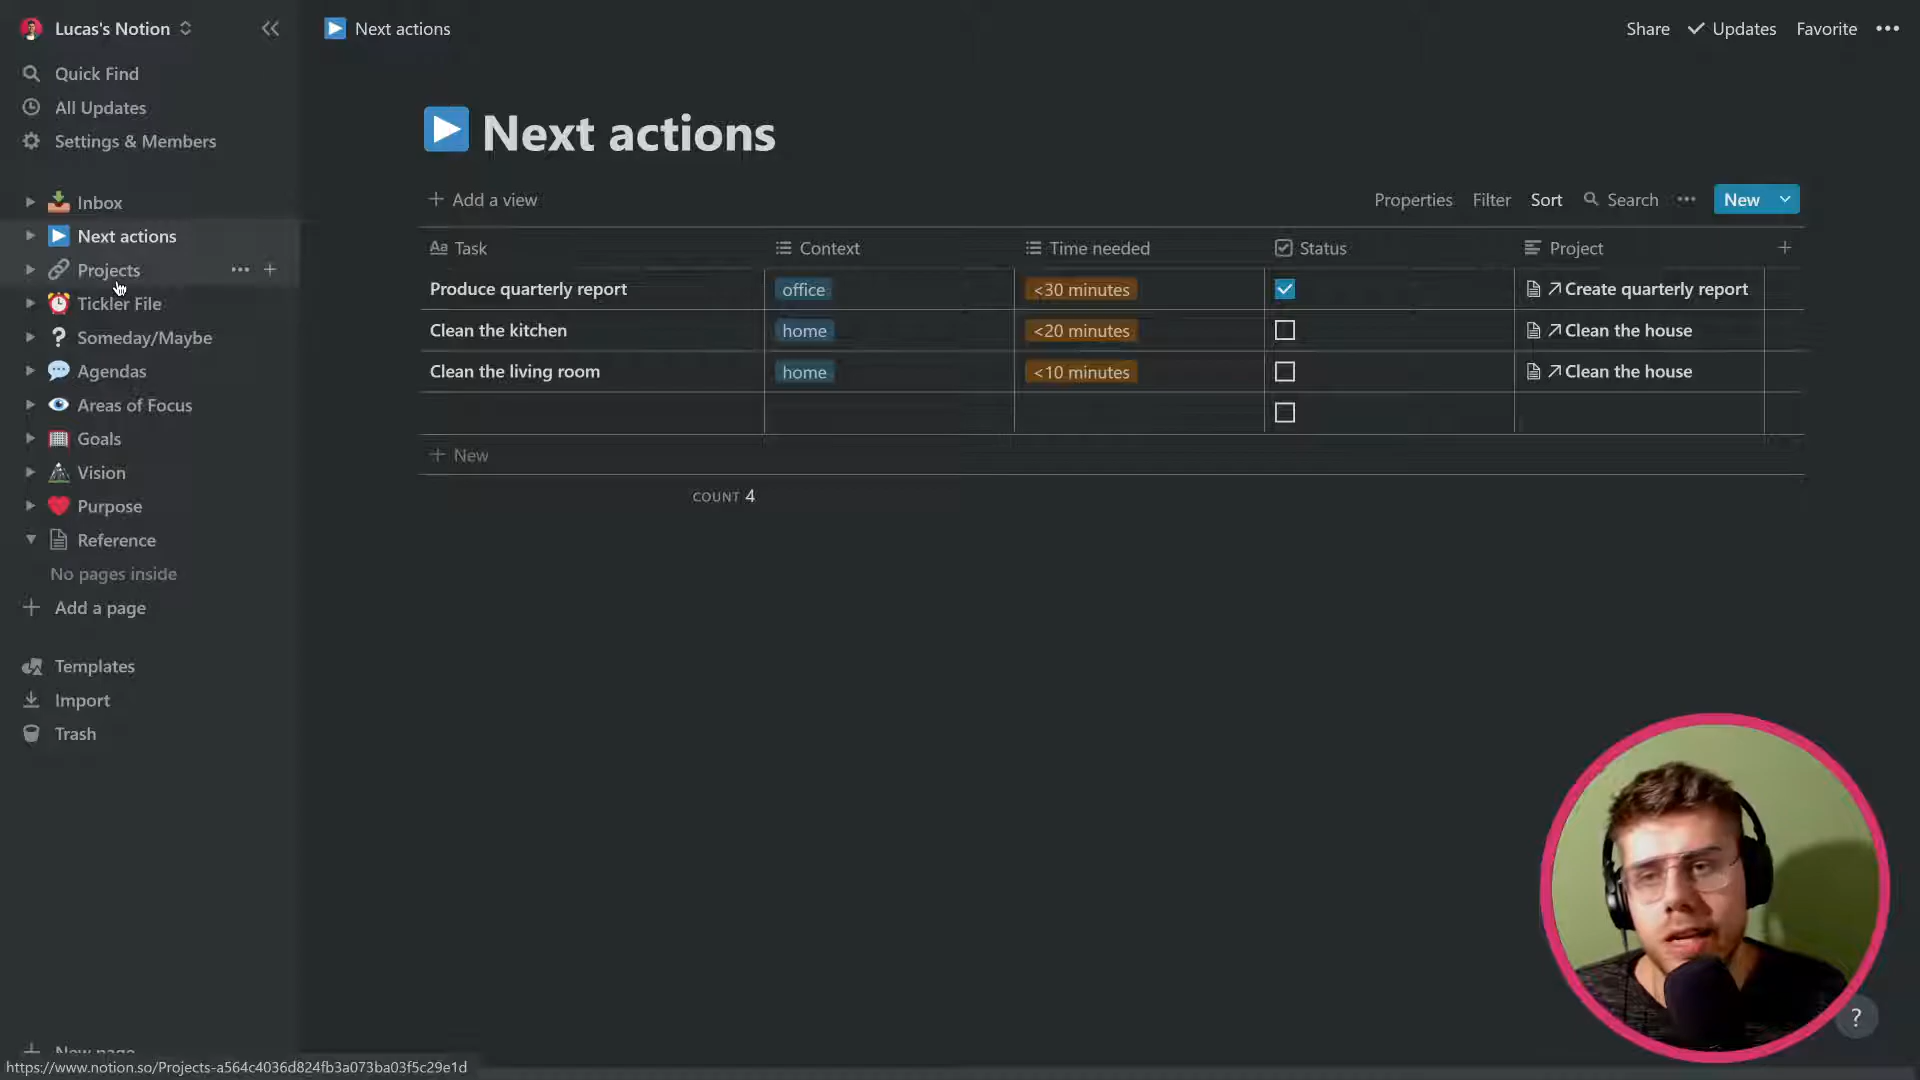 Lucas's Notion
Next actions
Share
Updates
Favorite
Quick Find
All Updates
Settings & Members
Inbox
Next actions
Projects
Tickler File
Someday/Maybe
Agendas
Areas of Focus
Goals
Vision
Purpose
Reference
No pages inside
Add a page
Templates
Import
Trash
New page
https://www.notion.so/Projects-a564c4036d824fb3a073ba03f5c29e1d
Next actions
Add a view
Properties Filter Sort Search New
Aa Task Context Time needed Status Project
Produce quarterly report office <30 minutes Create quarterly report
Clean the kitchen home <20 minutes Clean the house
Clean the living room home <10 minutes Clean the house
New
COUNT 4
?